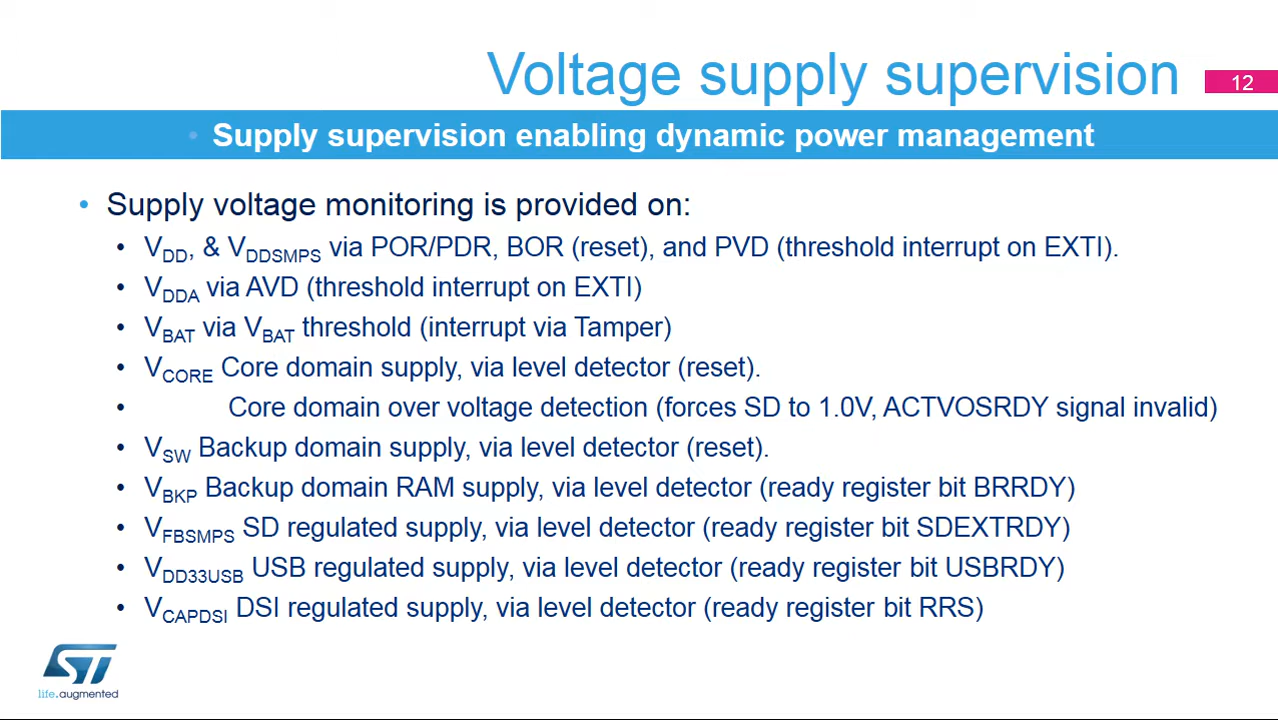 Voltage supply supervision
12
• Supply supervision enabling dynamic power management
• Supply voltage monitoring is provided on:
• VDD, & VDDSMPS via POR/PDR, BOR (reset), and PVD (threshold interrupt on EXTI).
• VDDA via AVD (threshold interrupt on EXTI)
• VBAT via VBAT threshold (interrupt via Tamper)
• VCORE Core domain supply, via level detector (reset).
• Core domain over voltage detection (forces SD to 1.0V, ACTVOSRDY signal invalid)
• VSW Backup domain supply, via level detector (reset).
• VBKP Backup domain RAM supply, via level detector (ready register bit BRRDY)
• VFBSMPS SD regulated supply, via level detector (ready register bit SDEXTRDY)
• VDD33USB USB regulated supply, via level detector (ready register bit USBRDY)
• VCAPDSI DSI regulated supply, via level detector (ready register bit RRS)
ST
life.augmented